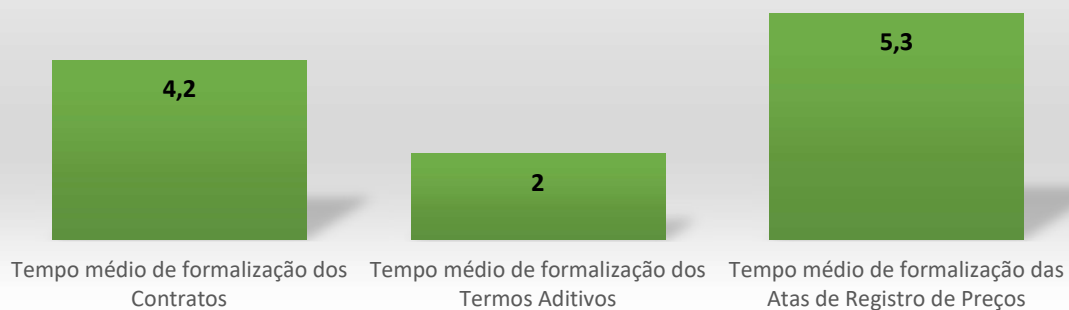 4,2
2
5,3
Tempo médio de formalização dos
Contratos
Tempo médio de formalização dos
Termos Aditivos
Tempo médio de formalização das
Atas de Registro de Preços